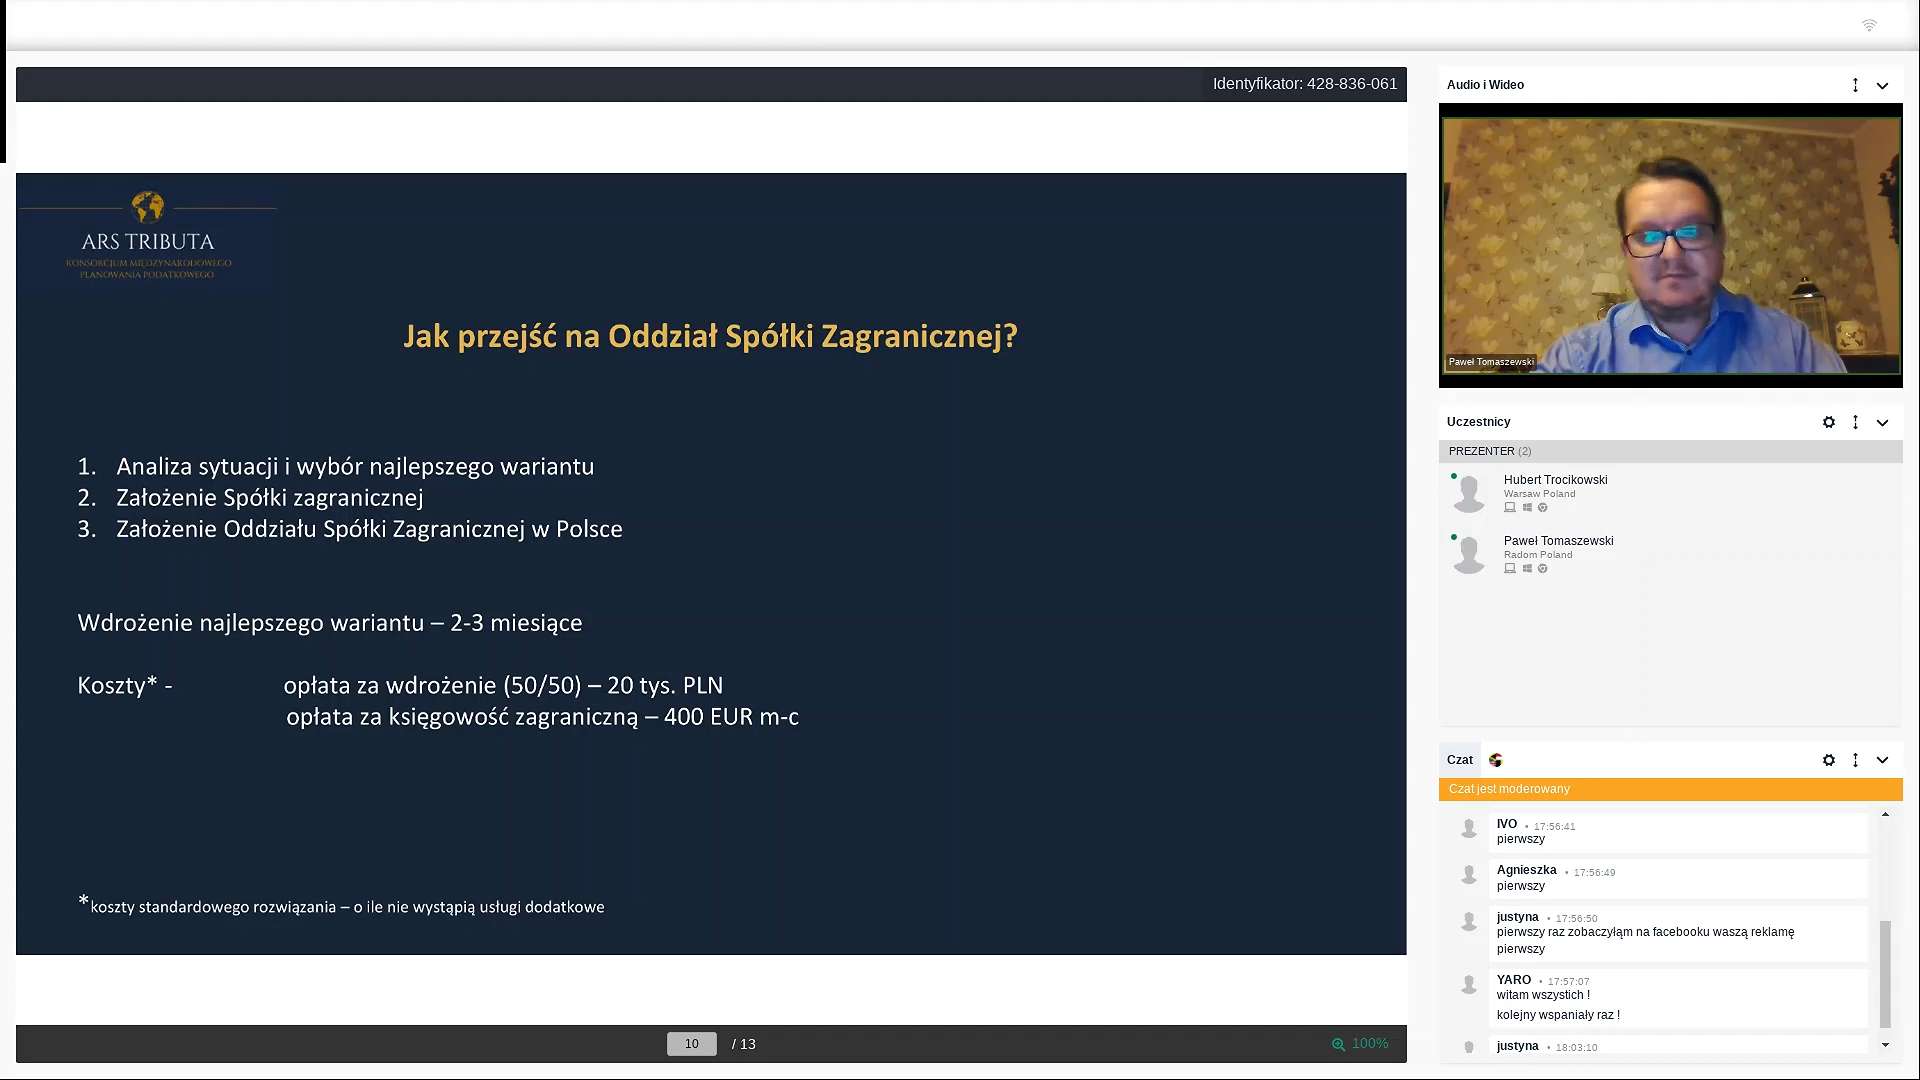 Identyfikator: 428-836-061
ARS TRIBUTA
KONSORCJUM MIĘDZYNARODOWEGO
PLANOWANIA PODATKOWEGO
Jak przejść na Oddział Spółki Zagranicznej?
1. Analiza sytuacji i wybór najlepszego wariantu
2. Założenie Spółki zagranicznej
3. Założenie Oddziału Spółki Zagranicznej w Polsce
Wdrożenie najlepszego wariantu – 2-3 miesiące
Koszty* - opłata za wdrożenie (50/50) – 20 tys. PLN
opłata za księgowość zagraniczną – 400 EUR m-c
*koszty standardowego rozwiązania – o ile nie wystąpią usługi dodatkowe
10 / 13
100%
Audio i Wideo
Paweł Tomaszewski
Uczestnicy
PREZENTER (2)
Hubert Trocikowski
Warsaw Poland
Paweł Tomaszewski
Radom Poland
Czat
Czat jest moderowany
IVO • 17:56:41
pierwszy
Agnieszka • 17:56:49
pierwszy
justyna • 17:56:50
pierwszy raz zobaczyłąm na facebooku waszą reklamę
pierwszy
YARO • 17:57:07
witam wszystich !
kolejny wspaniały raz !
justyna • 18:03:10